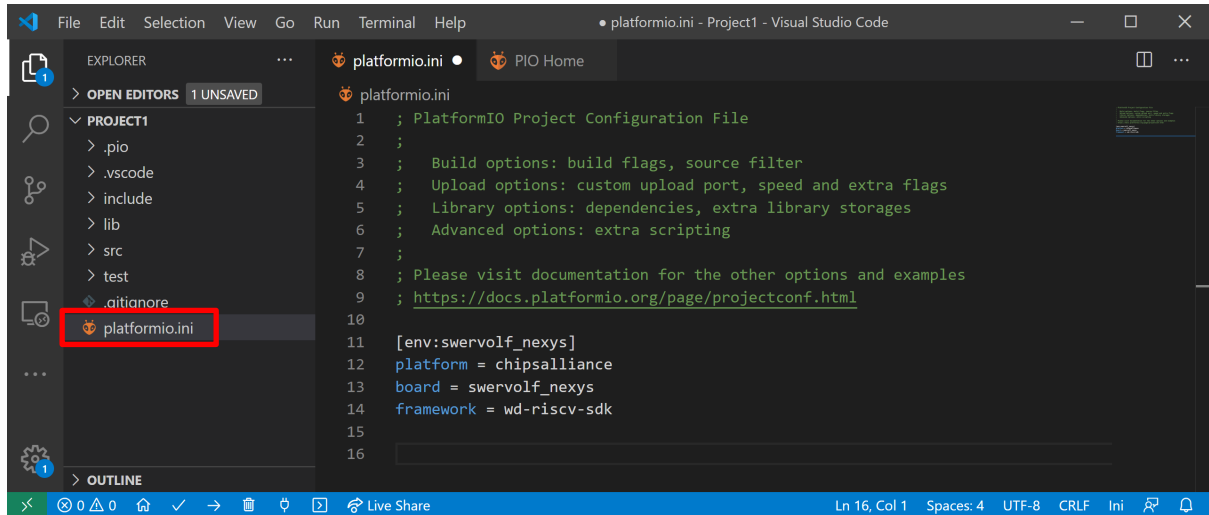 File Edit Selection View Go Run Terminal Help ● platformio.ini - Project1 - Visual Studio Code
EXPLORER
OPEN EDITORS 1 UNSAVED
PROJECT1
.pio
.vscode
include
lib
src
test
.gitignore
platformio.ini
OUTLINE
1
1
platformio.ini ● PIO Home
platformio.ini
1 ; PlatformIO Project Configuration File
2 ;
3 ; Build options: build flags, source filter
4 ; Upload options: custom upload port, speed and extra flags
5 ; Library options: dependencies, extra library storages
6 ; Advanced options: extra scripting
7 ;
8 ; Please visit documentation for the other options and examples
9 ; https://docs.platformio.org/page/projectconf.html
10
11 [env:swervolf_nexys]
12 platform = chipsalliance
13 board = swervolf_nexys
14 framework = wd-riscv-sdk
15
16
0 0 Live Share Ln 16, Col 1 Spaces: 4 UTF-8 CRLF Ini